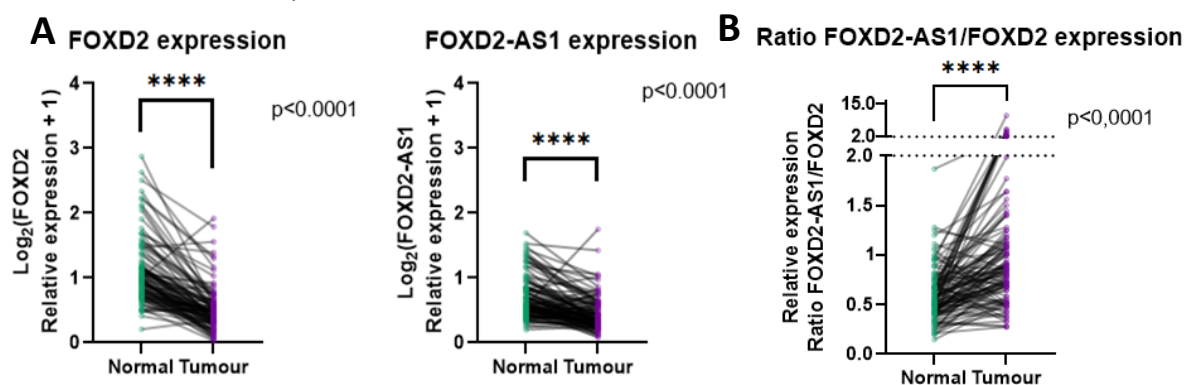 A FOXD2 expression
****
p<0.0001
Log2(FOXD2
Relative expression + 1)
4
3
2
1
0
Normal Tumour
FOXD2-AS1 expression
****
p<0.0001
Log2(FOXD2-AS1
Relative expression + 1)
4
3
2
1
0
Normal Tumour
B Ratio FOXD2-AS1/FOXD2 expression
****
p<0,0001
Relative expression
Ratio FOXD2-AS1/FOXD2
15.0
2.0
2.0
1.5
1
0.5
0.0
Normal Tumour